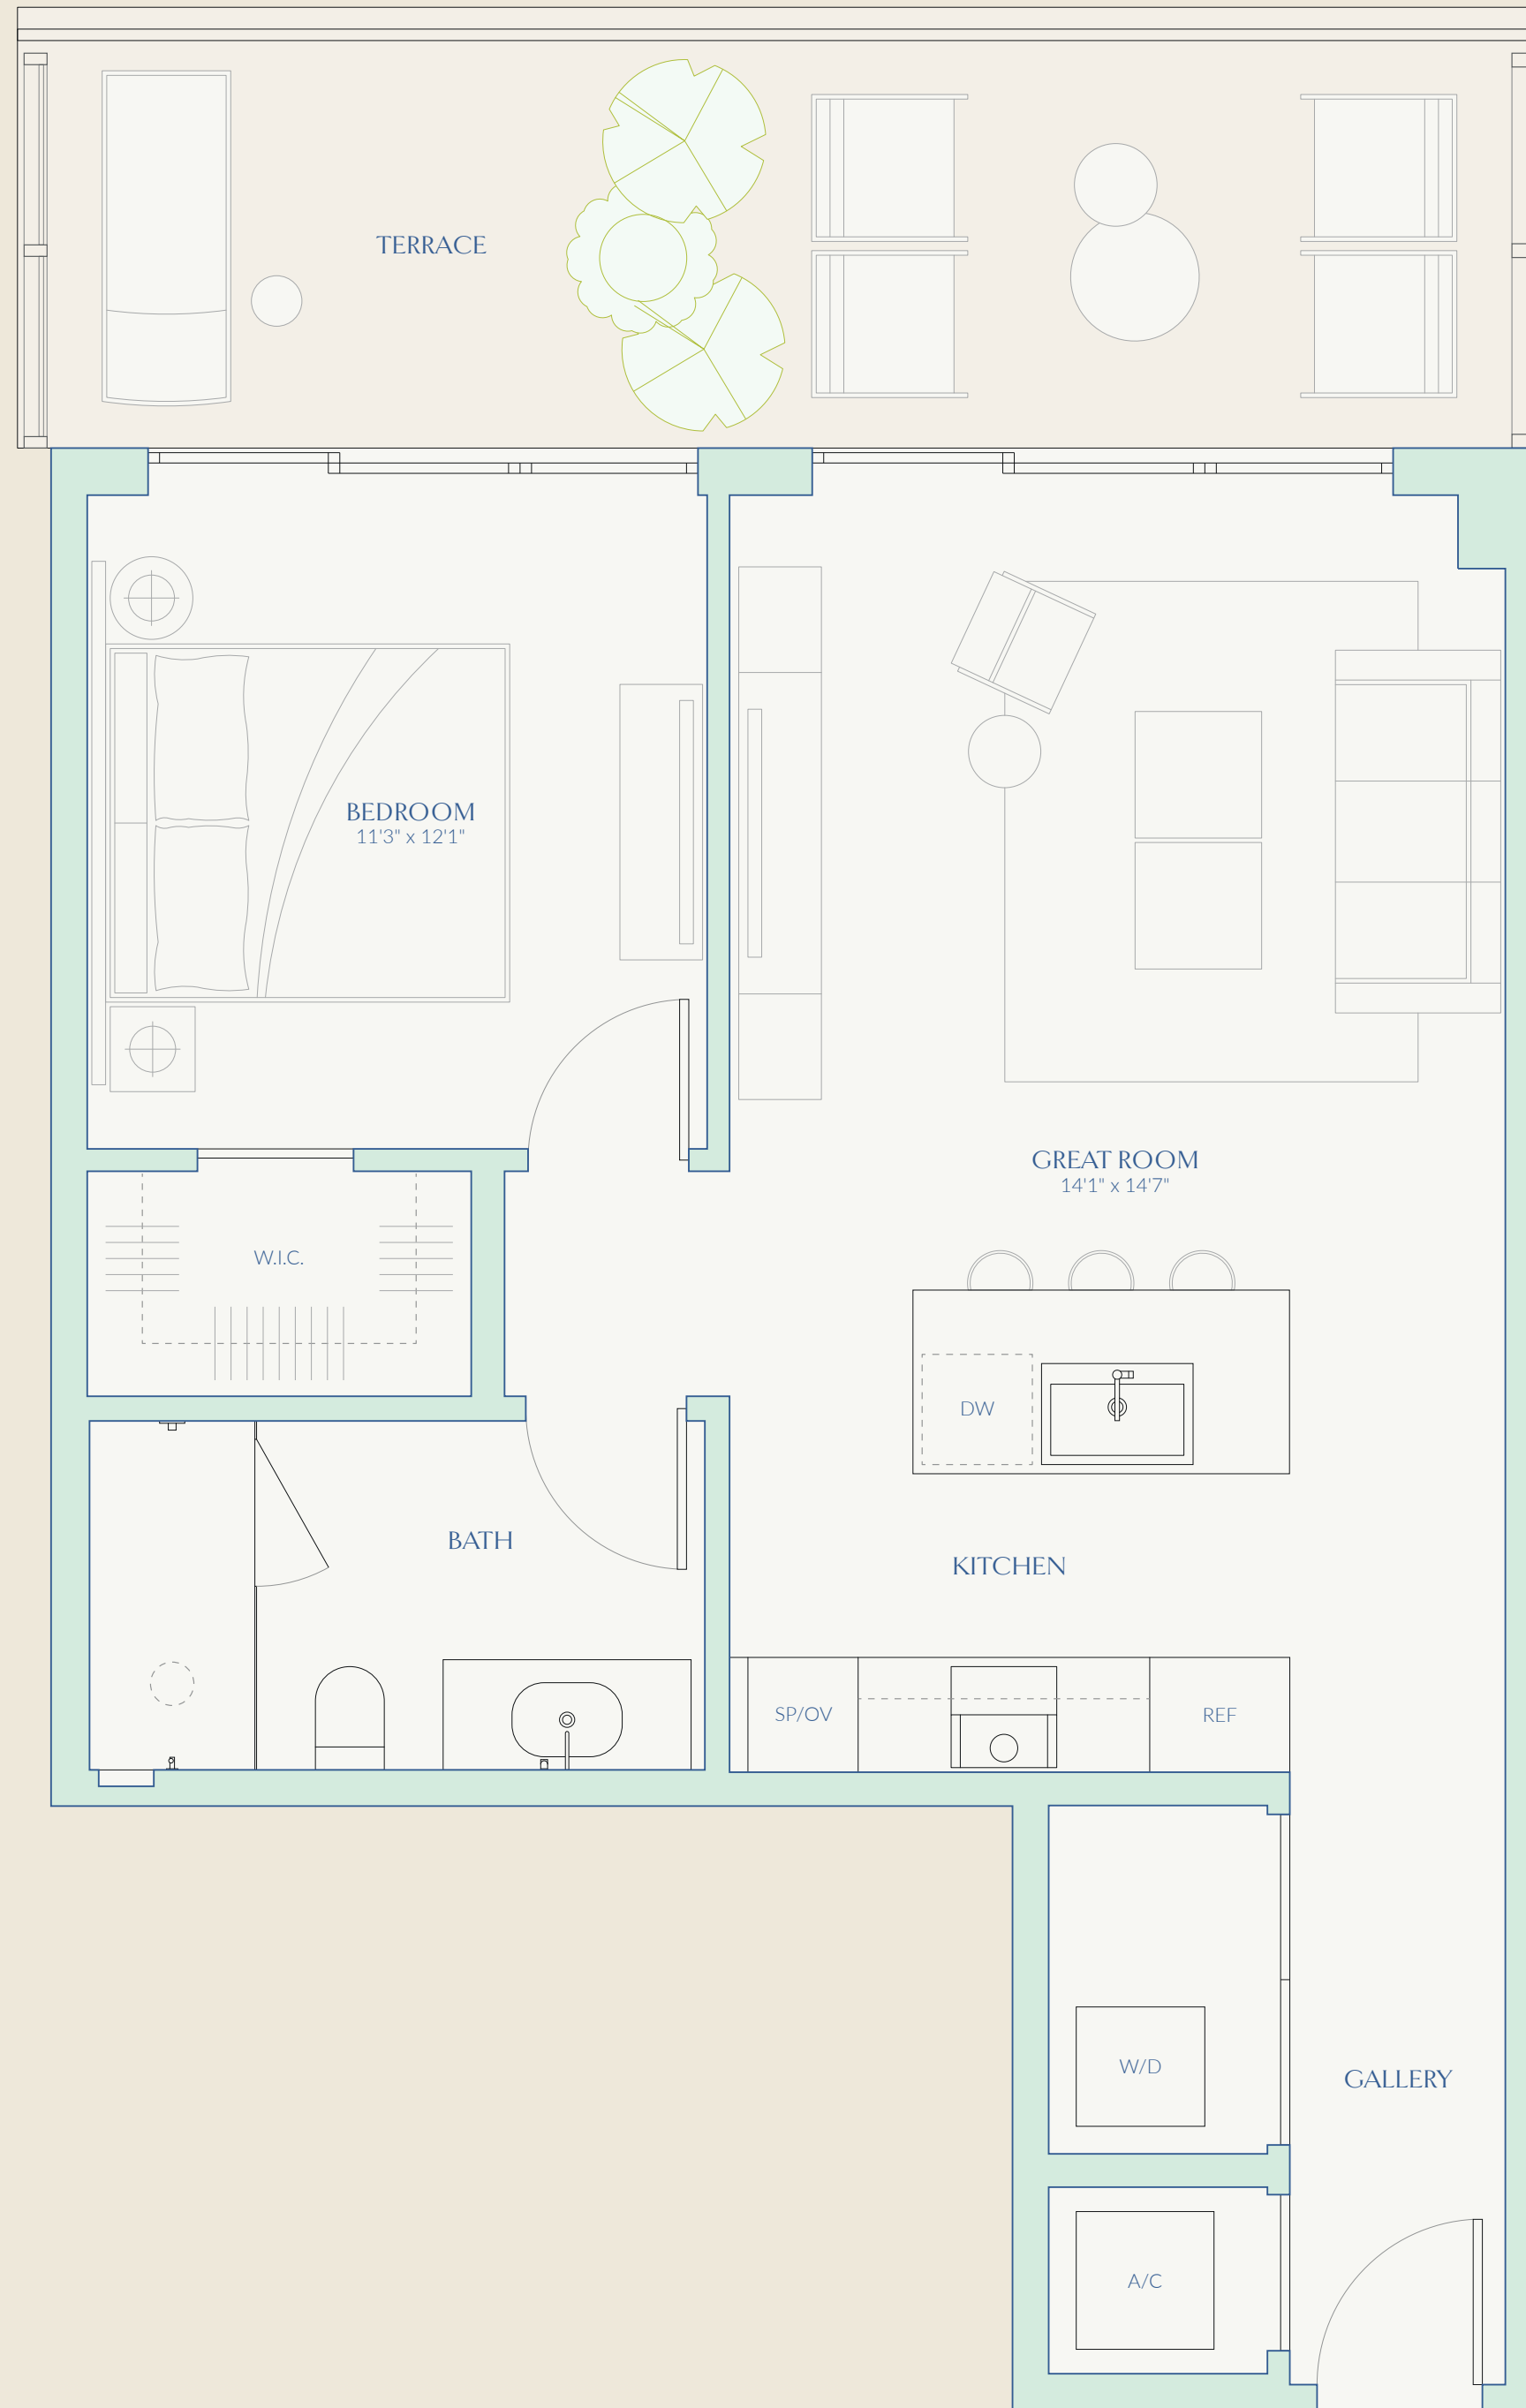 TERRACE
BEDROOM
11'3" x 12'1"
GREAT ROOM
14'1" x 14'7"
W.I.C.
DW
BATH
KITCHEN
SP/OV
REF
W/D
GALLERY
A/C